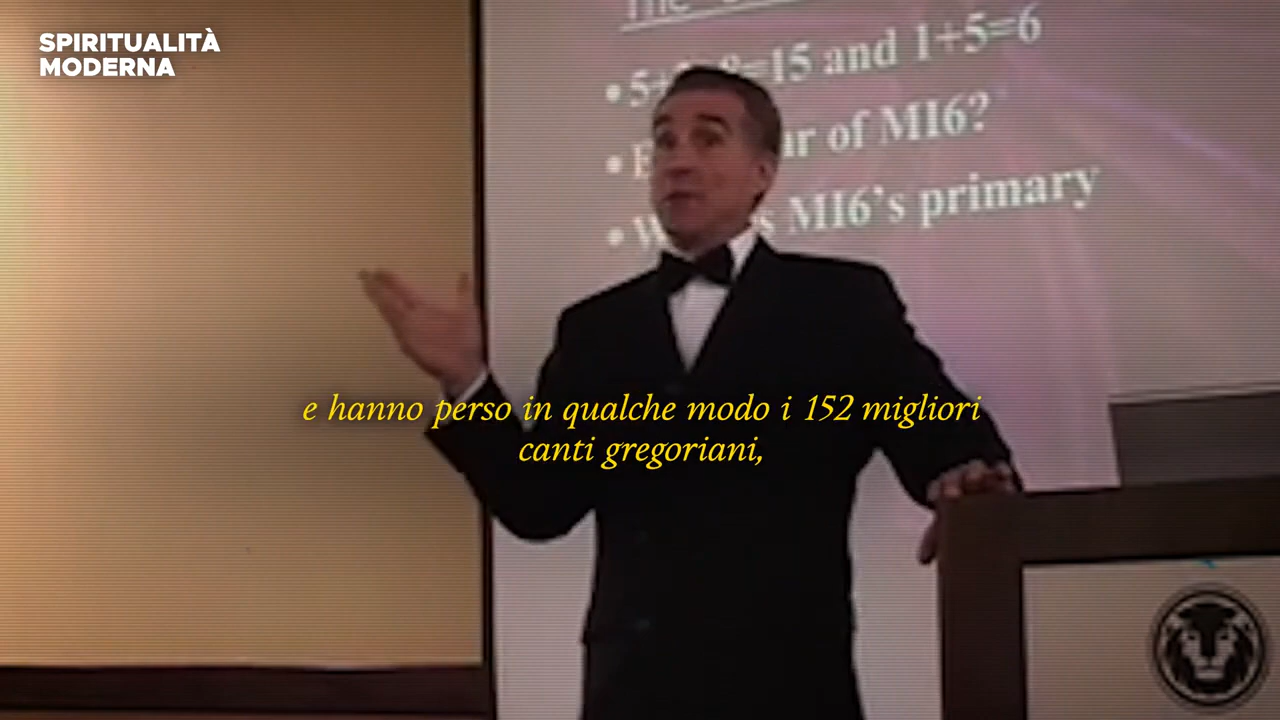 SPIRITUALITÀ
MODERNA
5+ =15 and 1+5=6
of MI6?
MI6's primary
e hanno perso in qualche modo i 152 migliori
canti gregoriani,